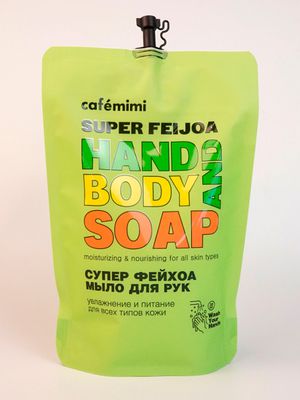 cafémimi
SUPER FEIJOA
HAND AND
BODY
SOAP
moisturizing & nourishing for all skin types
СУПЕР ФЕЙХОА
МЫЛО ДЛЯ РУК
увлажнение и питание
для всех типов кожи
Wash
Your
Hands